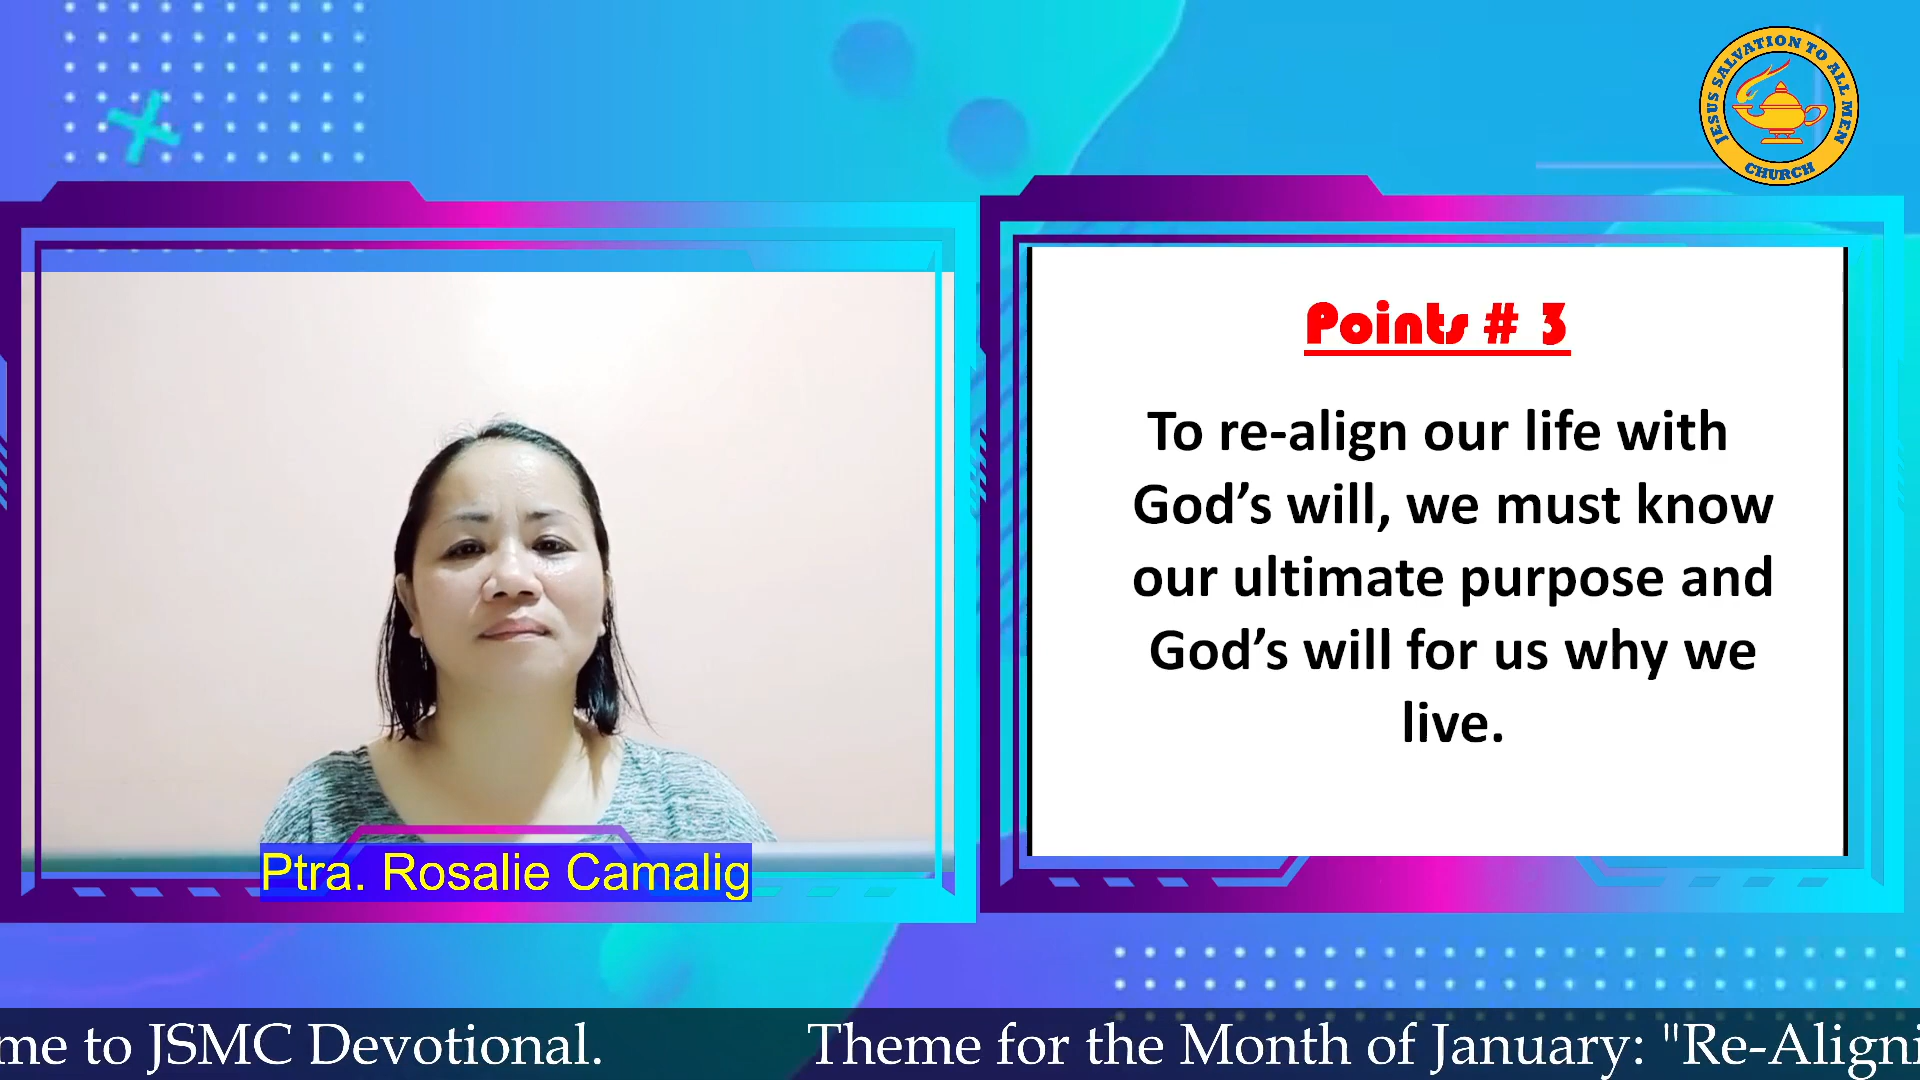 JESUS SALVATION TO ALL MEN
CHURCH
Points # 3
To re-align our life with
God’s will, we must know
our ultimate purpose and
God’s will for us why we
live.
Ptra. Rosalie Camalig
me to JSMC Devotional.
Theme for the Month of January: "Re-Aligni